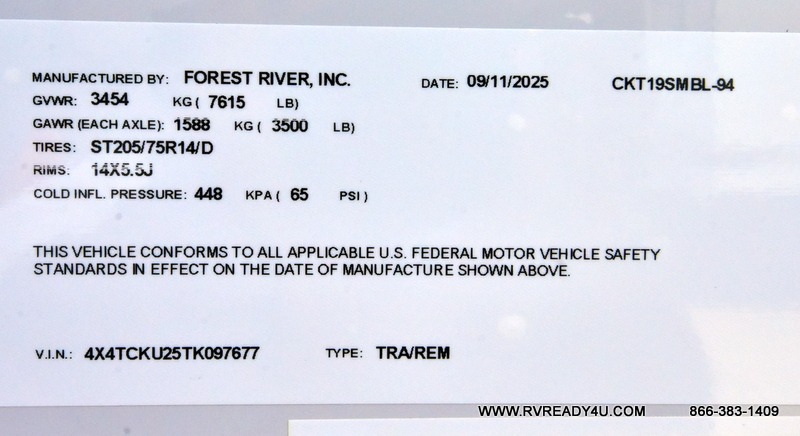 MANUFACTURED BY: FOREST RIVER, INC. DATE: 09/11/2025 CKT19SMBL-94
GVWR: 3454 KG( 7615 LB)
GAWR (EACH AXLE): 1588 KG( 3500 LB)
TIRES: ST205/75R14/D
RIMS: 14X5.5J
COLD INFL. PRESSURE: 448 KPA( 65 PSI)
THIS VEHICLE CONFORMS TO ALL APPLICABLE U.S. FEDERAL MOTOR VEHICLE SAFETY
STANDARDS IN EFFECT ON THE DATE OF MANUFACTURE SHOWN ABOVE.
V.I.N.: 4X4TCKU25TK097677 TYPE: TRA/REM
WWW.RVREADY4U.COM 866-383-1409